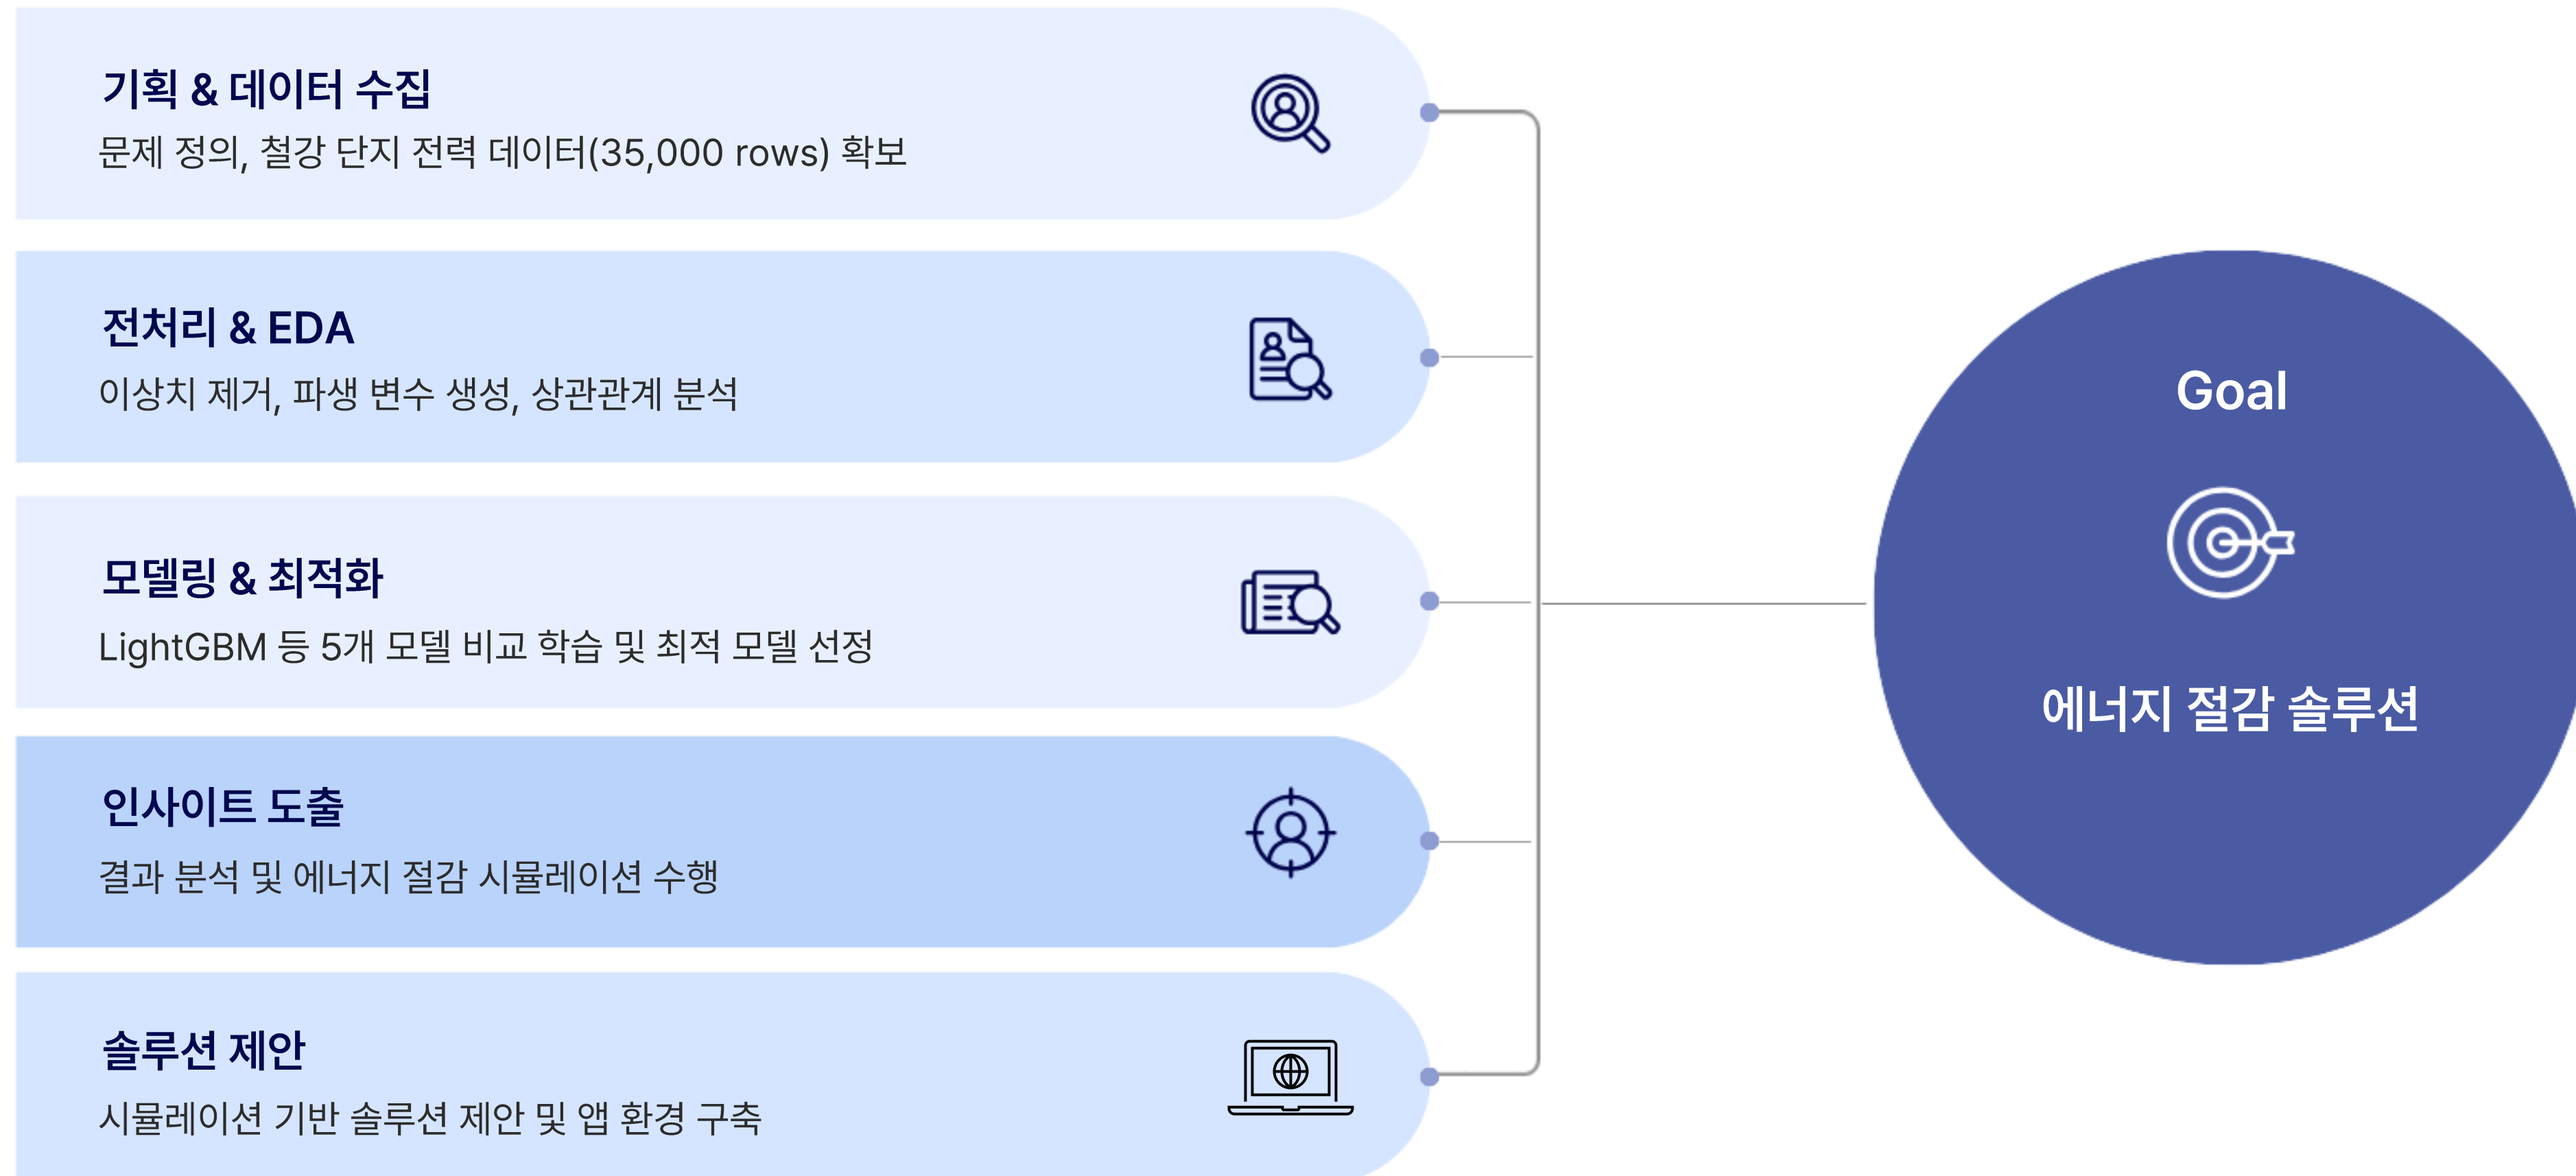 기획 & 데이터 수집
문제 정의, 철강 단지 전력 데이터(35,000 rows) 확보
전처리 & EDA
이상치 제거, 파생 변수 생성, 상관관계 분석
모델링 & 최적화
LightGBM 등 5개 모델 비교 학습 및 최적 모델 선정
인사이트 도출
결과 분석 및 에너지 절감 시뮬레이션 수행
솔루션 제안
시뮬레이션 기반 솔루션 제안 및 앱 환경 구축
Goal
에너지 절감 솔루션